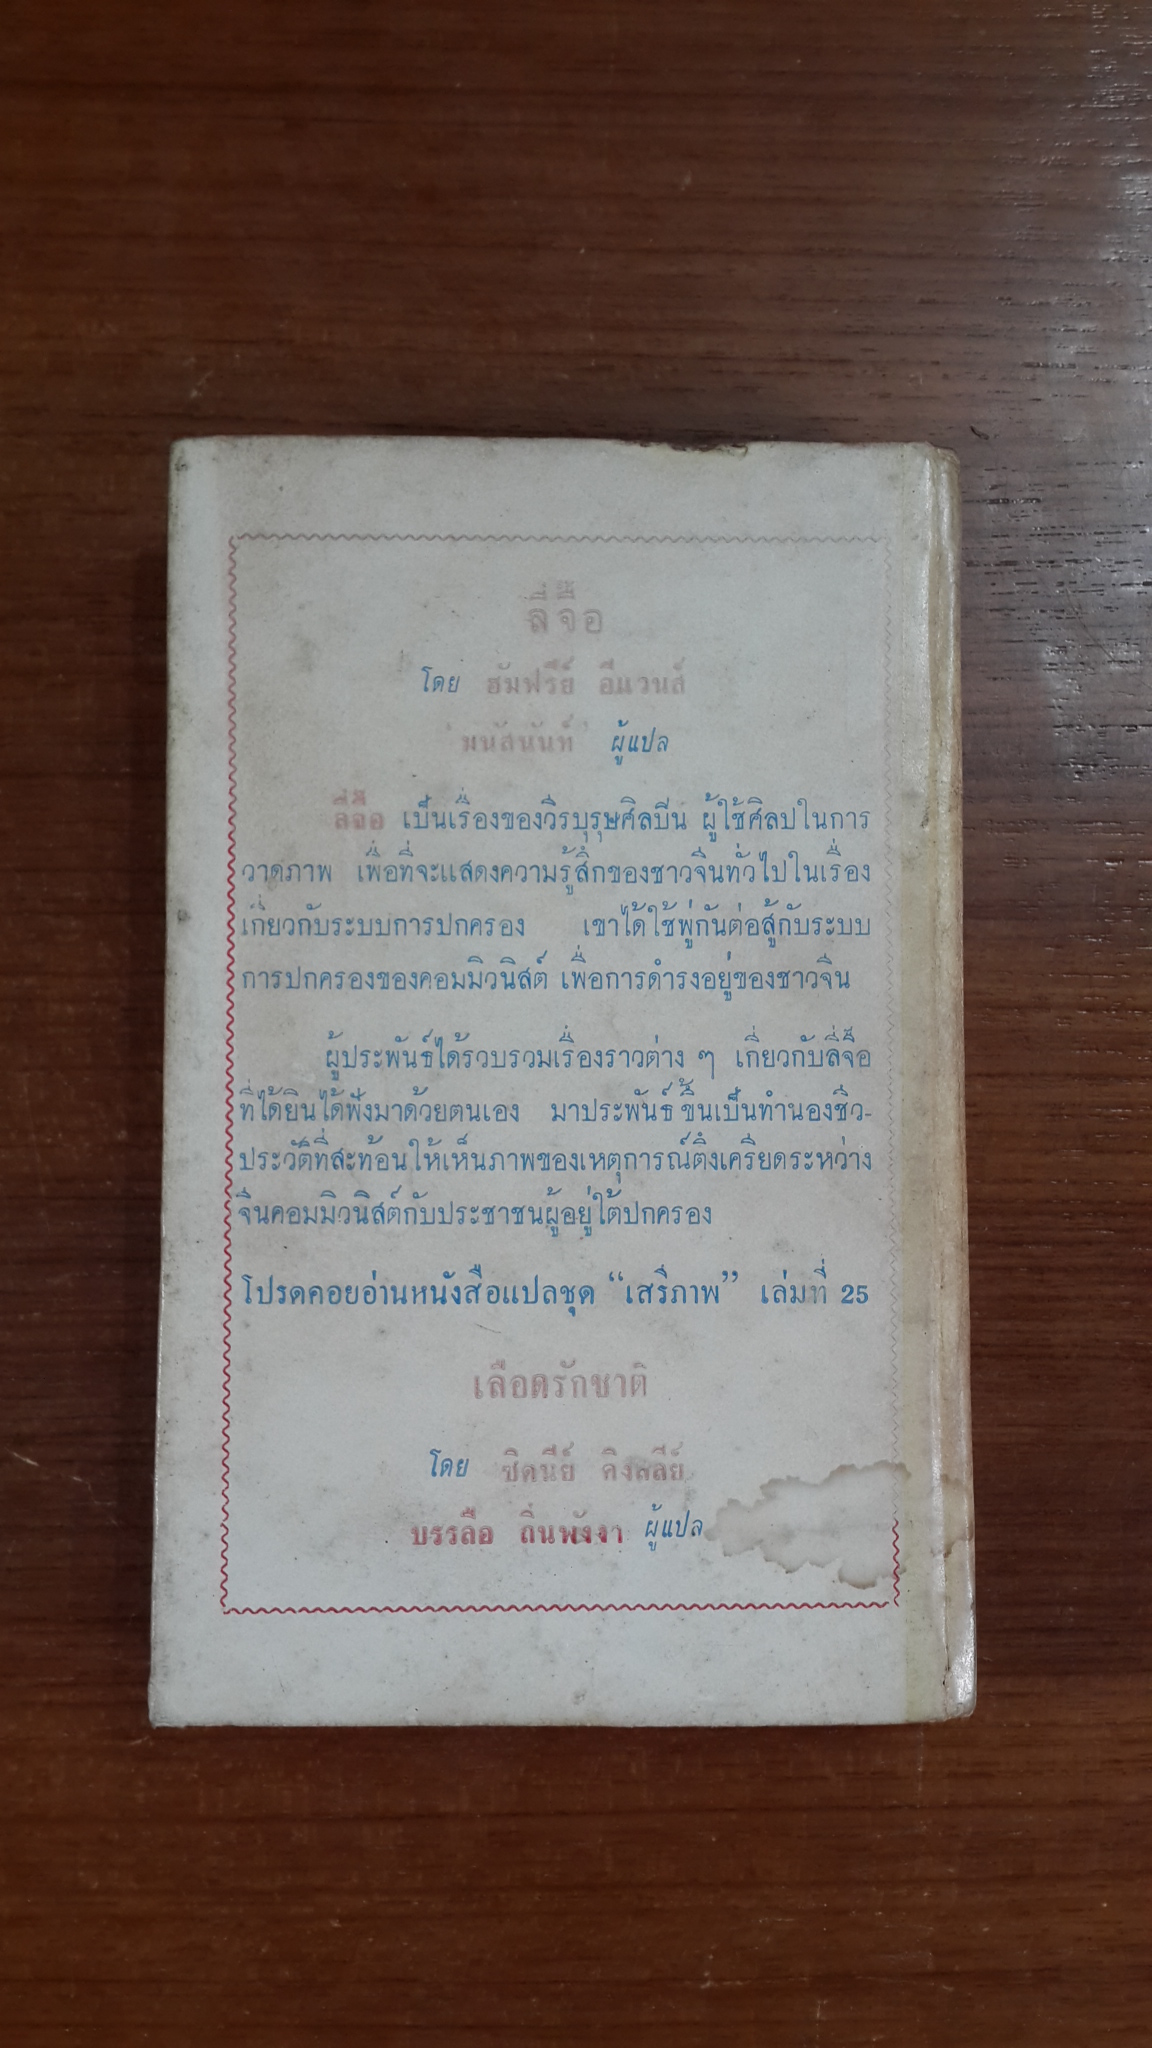 ลี่จื๊อ
โดย ฮัมฟรีย์ อีแวนส์
'มนัสนันท์' ผู้แปล
ลี่จื๊อ เป็นเรื่องของวีรบุรุษศิลปีน ผู้ใช้ศิลปในการ
วาดภาพ เพื่อที่จะแสดงความรู้สึกของชาวจีนทั่วไปในเรื่อง
เกี่ยวกับระบบการปกครอง เขาได้ใช้พู่กันต่อสู้กับระบบ
การปกครองของคอมมิวนิสต์ เพื่อการดำรงอยู่ของชาวจีน
ผู้ประพันธ์ได้รวบรวมเรื่องราวต่าง ๆ เกี่ยวกับลี่จื๊อ
ที่ได้ยินได้ฟังมาด้วยตนเอง มาประพันธ์ขึ้นเป็นทำนองชีว-
ประวัติที่สะท้อนให้เห็นภาพของเหตุการณ์ตึงเครียดระหว่าง
จีนคอมมิวนิสต์กับประชาชนผู้อยู่ใต้ปกครอง
โปรดคอยอ่านหนังสือแปลชุด “เสรีภาพ” เล่มที่ 25
เลือดรักชาติ
โดย ซิดนีย์ คิงสลีย์
บรรลือ ถิ่นพังงา ผู้แปล